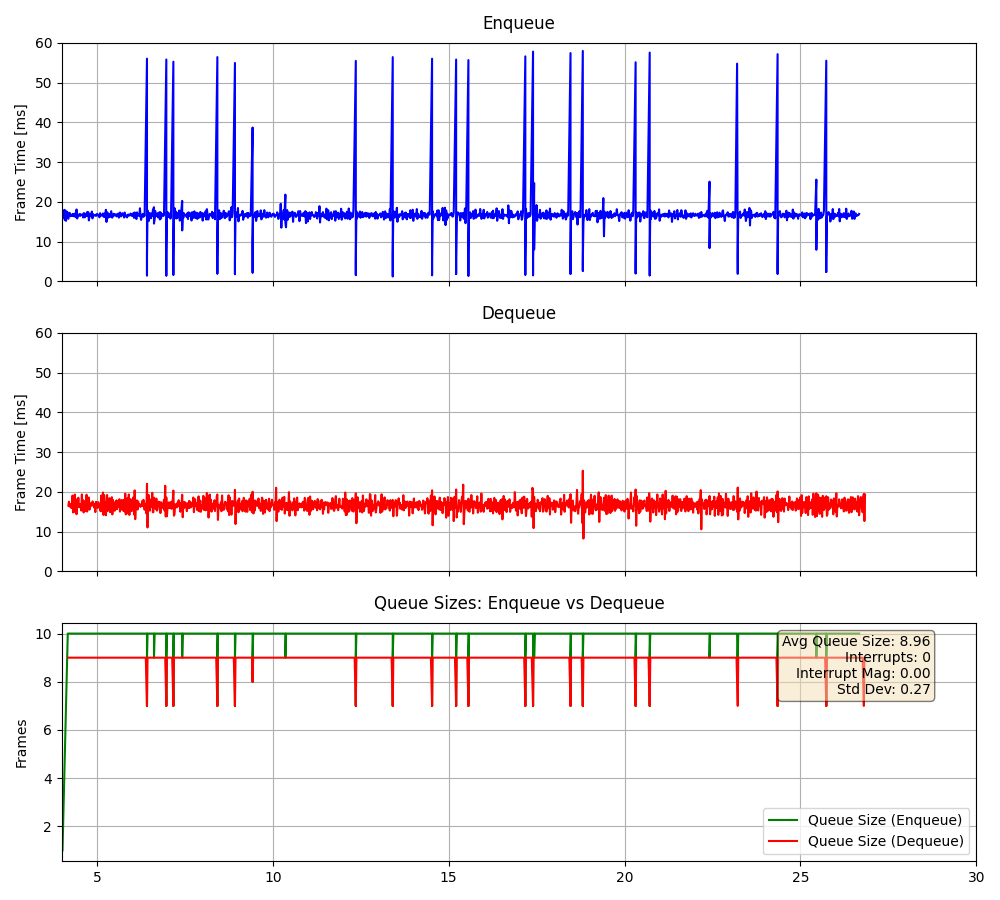 Enqueue
60
50
40
30
20
10
0
Frame Time [ms]
Dequeue
60
50
40
30
20
10
0
Frame Time [ms]
Queue Sizes: Enqueue vs Dequeue
10
8
6
4
2
Frames
Avg Queue Size: 8.96
Interrupts: 0
Interrupt Mag: 0.00
Std Dev: 0.27
Queue Size (Enqueue)
Queue Size (Dequeue)
5 10 15 20 25 30